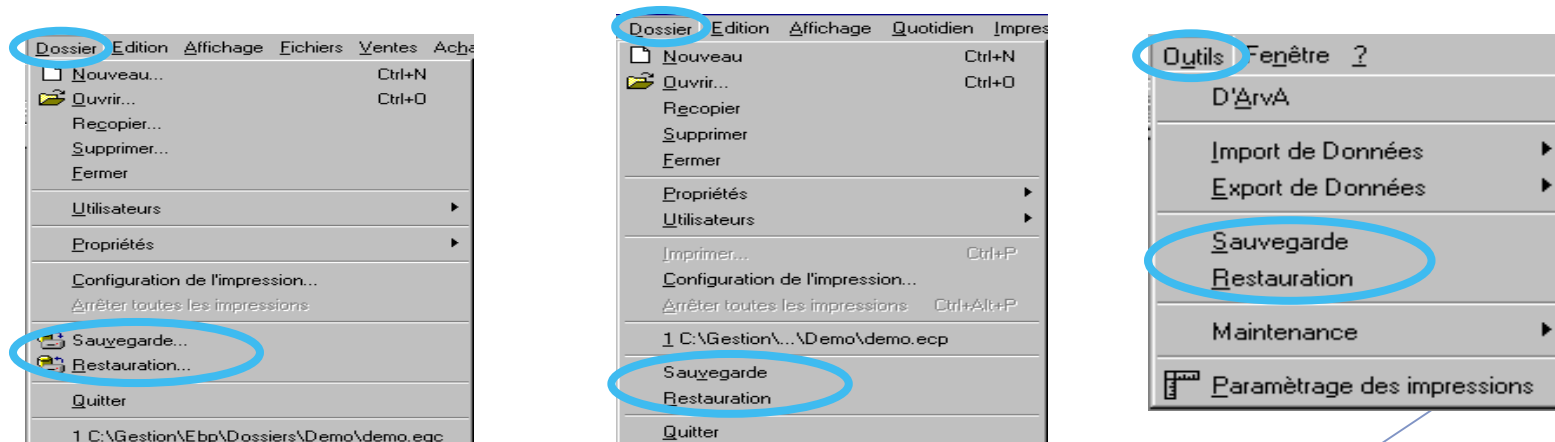 Dossier Edition Affichage Fichiers Ventes Acha
Nouveau... Ctrl+N
Ouvrir... Ctrl+O
Recopier...
Supprimer...
Fermer
Utilisateurs
Propriétés
Configuration de l'impression...
Arrêter toutes les impressions
Sauvegarde...
Restauration...
Quitter
1 C:\Gestion\Ebp\Dossiers\Demo\demo.egc
Dossier Edition Affichage Quotidien Impres
Nouveau Ctrl+N
Ouvrir... Ctrl+O
Recopier
Supprimer
Fermer
Propriétés
Utilisateurs
Imprimer... Ctrl+P
Configuration de l'impression...
Arrêter toutes les impressions Ctrl+Alt+P
1 C:\Gestion\...\Demo\demo.ecp
Sauvegarde
Restauration
Quitter
Outils Fenêtre ?
D'ArvA
Import de Données
Export de Données
Sauvegarde
Restauration
Maintenance
Paramètrage des impressions